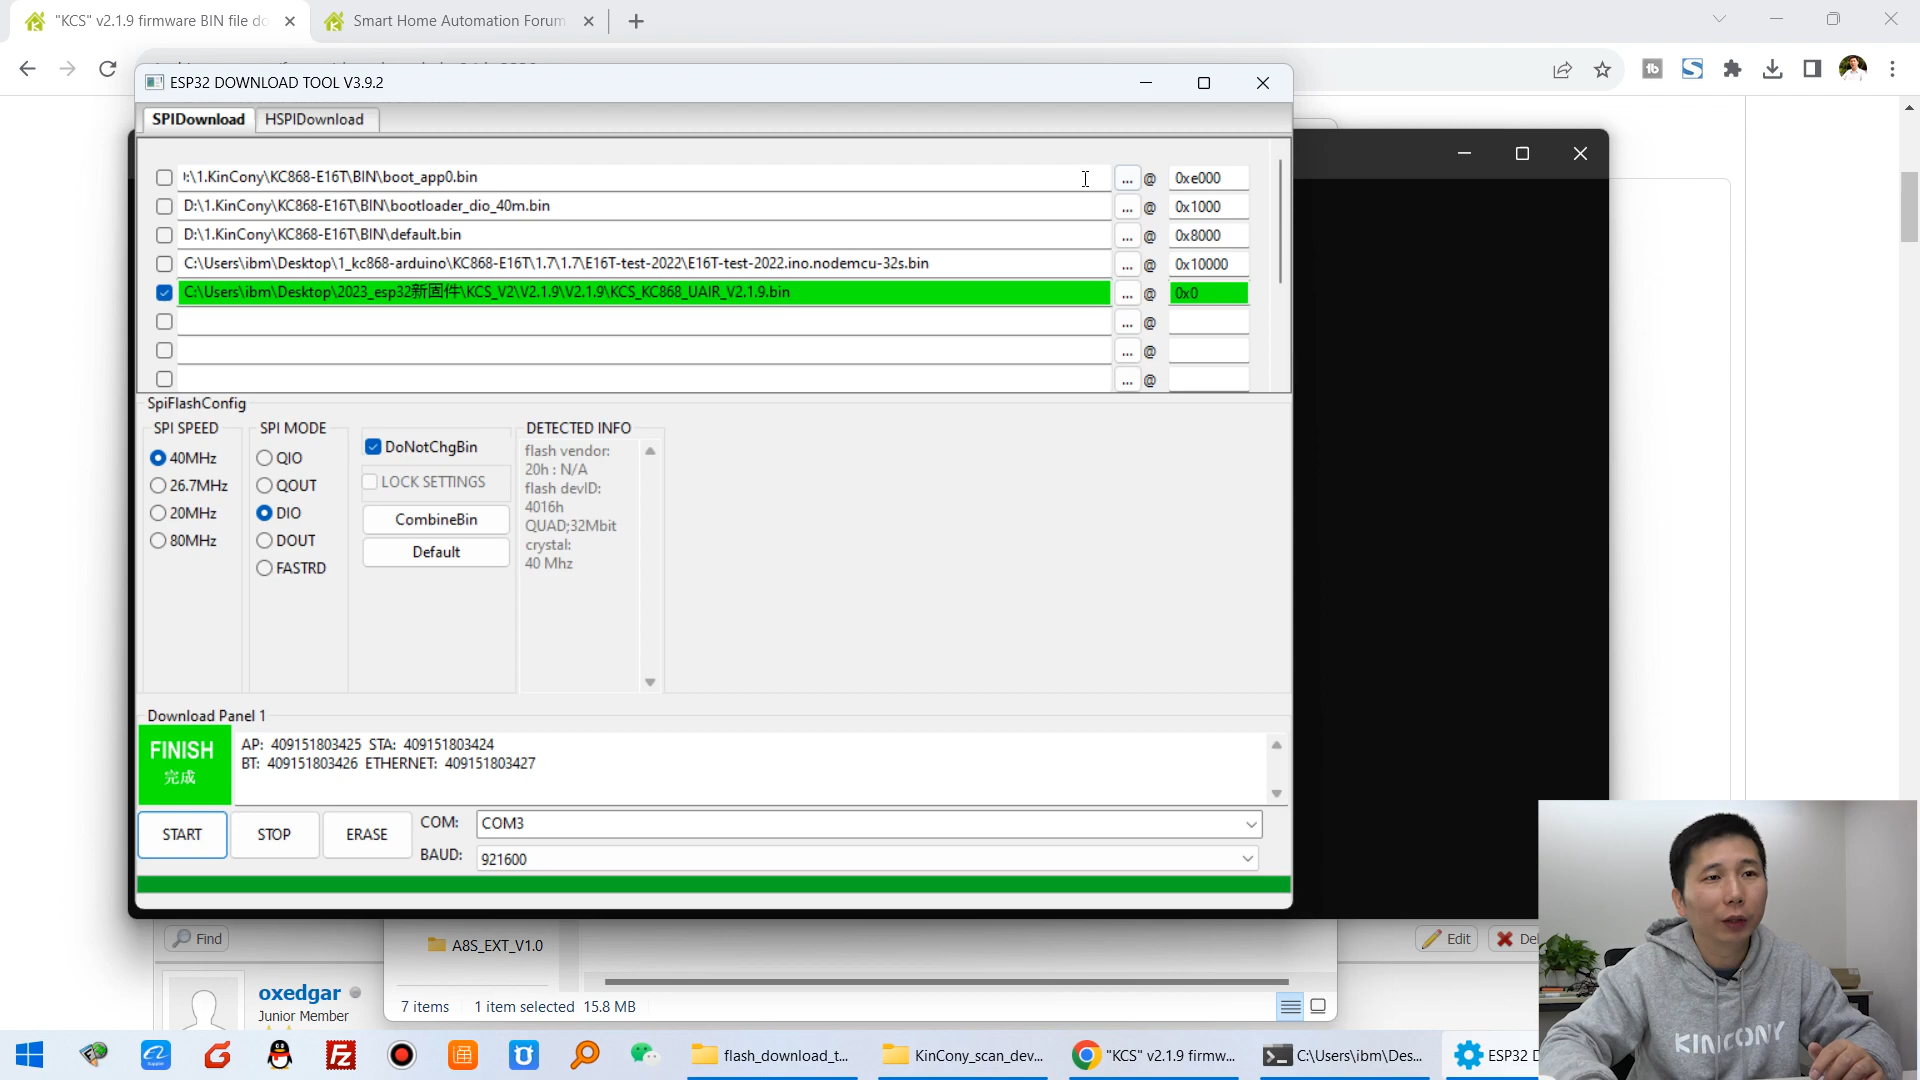 "KCS" v2.1.9 firmware BIN file do
Smart Home Automation Forum
ESP32 DOWNLOAD TOOL V3.9.2
SPIDownload
HSPIDownload
:\1.KinCony\KC868-E16T\BIN\boot_app0.bin
...
@
0xe000
D:\1.KinCony\KC868-E16T\BIN\bootloader_dio_40m.bin
...
@
0x1000
D:\1.KinCony\KC868-E16T\BIN\default.bin
...
@
0x8000
C:\Users\ibm\Desktop\1_kc868-arduino\KC868-E16T\1.7\1.7\E16T-test-2022\E16T-test-2022.ino.nodemcu-32s.bin
...
@
0x10000
C:\Users\ibm\Desktop\2023_esp32新固件\KCS_V2\V2.1.9\V2.1.9\KCS_KC868_UAIR_V2.1.9.bin
...
@
0x0
...
@
...
@
...
@
SpiFlashConfig
SPI SPEED
40MHz
26.7MHz
20MHz
80MHz
SPI MODE
QIO
QOUT
DIO
DOUT
FASTRD
DoNotChgBin
LOCK SETTINGS
CombineBin
Default
DETECTED INFO
flash vendor:
20h : N/A
flash devID:
4016h
QUAD;32Mbit
crystal:
40 Mhz
Download Panel 1
FINISH
完成
AP: 409151803425 STA: 409151803424
BT: 409151803426 ETHERNET: 409151803427
START
STOP
ERASE
COM:
COM3
BAUD:
921600
Find
A8S_EXT_V1.0
Edit
Del
oxedgar
Junior Member
7 items
1 item selected 15.8 MB
flash_download_t...
KinCony_scan_dev...
"KCS" v2.1.9 firmw...
C:\Users\ibm\Des...
ESP32 D
KINCONY